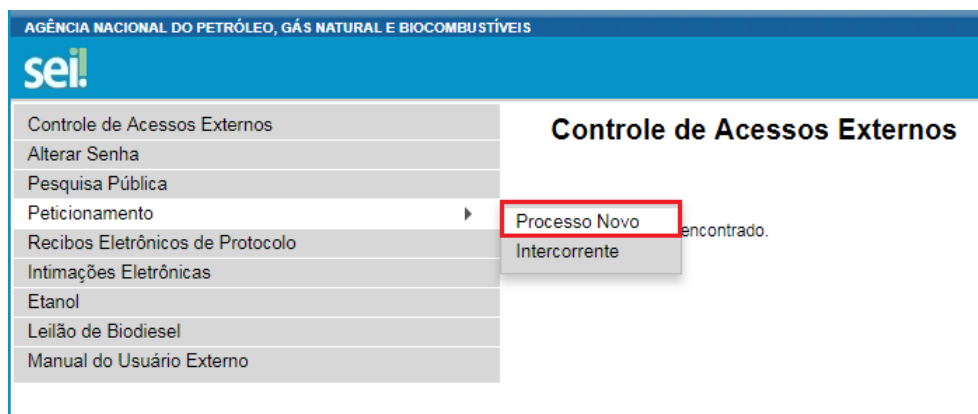 AGÊNCIA NACIONAL DO PETRÓLEO, GÁS NATURAL E BIOCOMBUSTÍVEIS
sei!
Controle de Acessos Externos
Alterar Senha
Pesquisa Pública
Peticionamento
Recibos Eletrônicos de Protocolo
Intimações Eletrônicas
Etanol
Leilão de Biodiesel
Manual do Usuário Externo
Controle de Acessos Externos
Processo Novo
Intercorrente
encontrado.